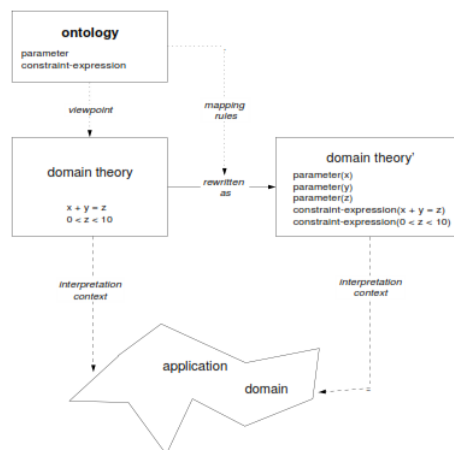 ontology
parameter
constraint-expression
viewpoint
mapping
rules
domain theory
x + y = z
0 < z < 10
rewritten
as
domain theory'
parameter(x)
parameter(y)
parameter(z)
constraint-expression(x + y = z)
constraint-expression(0 < z < 10)
interpretation
context
interpretation
context
application
domain